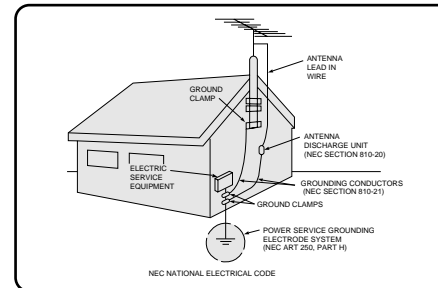 ANTENNA
LEAD IN
WIRE
GROUND
CLAMP
ANTENNA
DISCHARGE UNIT
(NEC SECTION 810-20)
ELECTRIC
SERVICE
EQUIPMENT
GROUNDING CONDUCTORS
(NEC SECTION 810-21)
GROUND CLAMPS
POWER SERVICE GROUNDING
ELECTRODE SYSTEM
(NEC ART 250, PART H)
NEC NATIONAL ELECTRICAL CODE